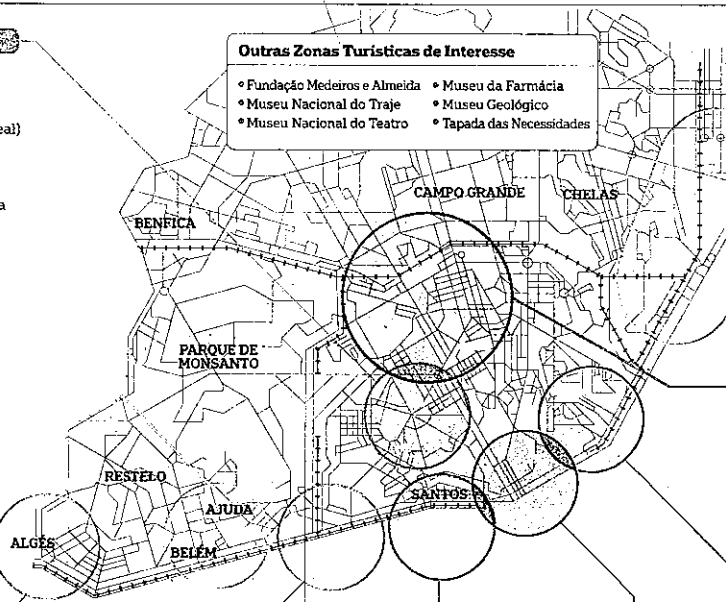 Outras Zonas Turísticas de Interesse
° Fundação Medeiros e Almeida
° Museu Nacional do Traje
° Museu Nacional do Teatro
° Museu da Farmácia
° Museu Geológico
° Tapada das Necessidades
eal)
a
CAMPO GRANDE
CHELAS
BENFICA
PARQUE DE
MONSANTO
RESTELO
AJUDA
SANTOS
ALGÉS
BELÉM